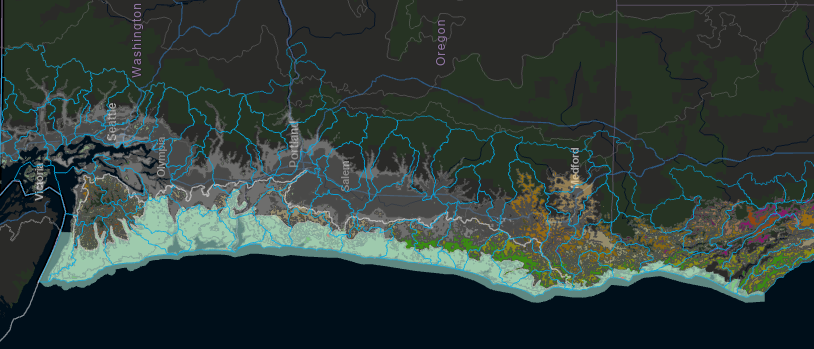 Washington
Oregon
Seattle
Olympia
Portland
Salem
Medford
Victoria